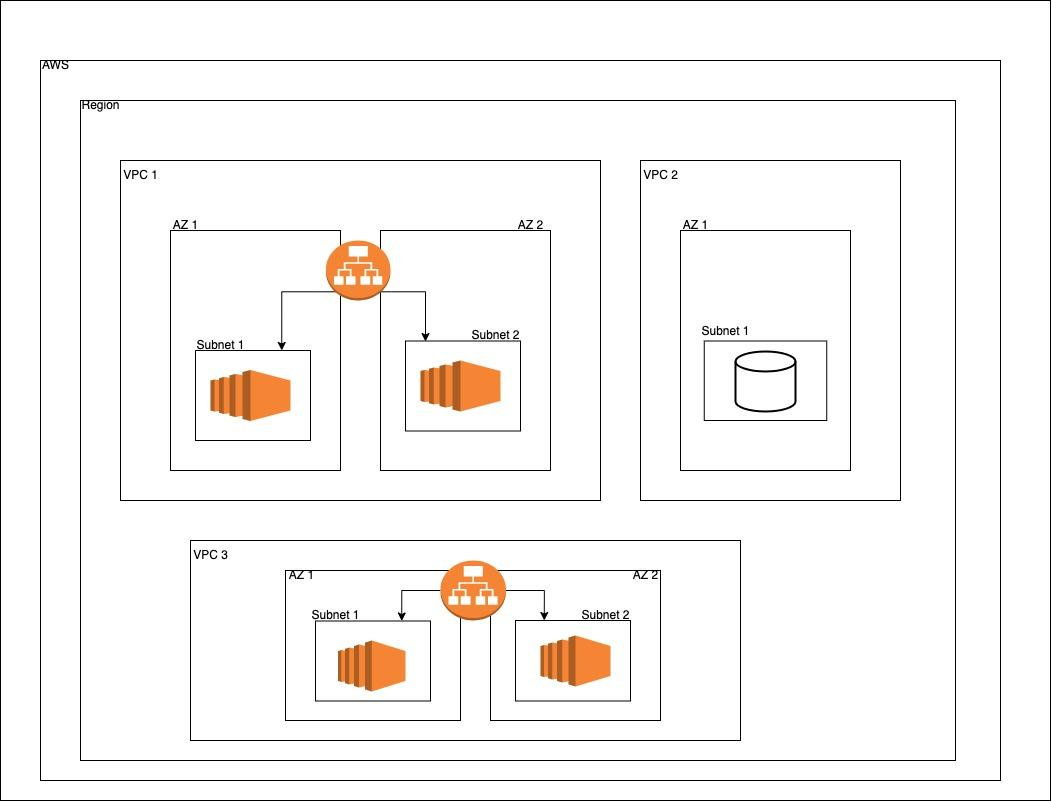 AWS
Region
VPC 1
VPC 2
AZ 1
AZ 2
AZ 1
Subnet 1
Subnet 2
Subnet 1
VPC 3
AZ 1
AZ 2
Subnet 1
Subnet 2